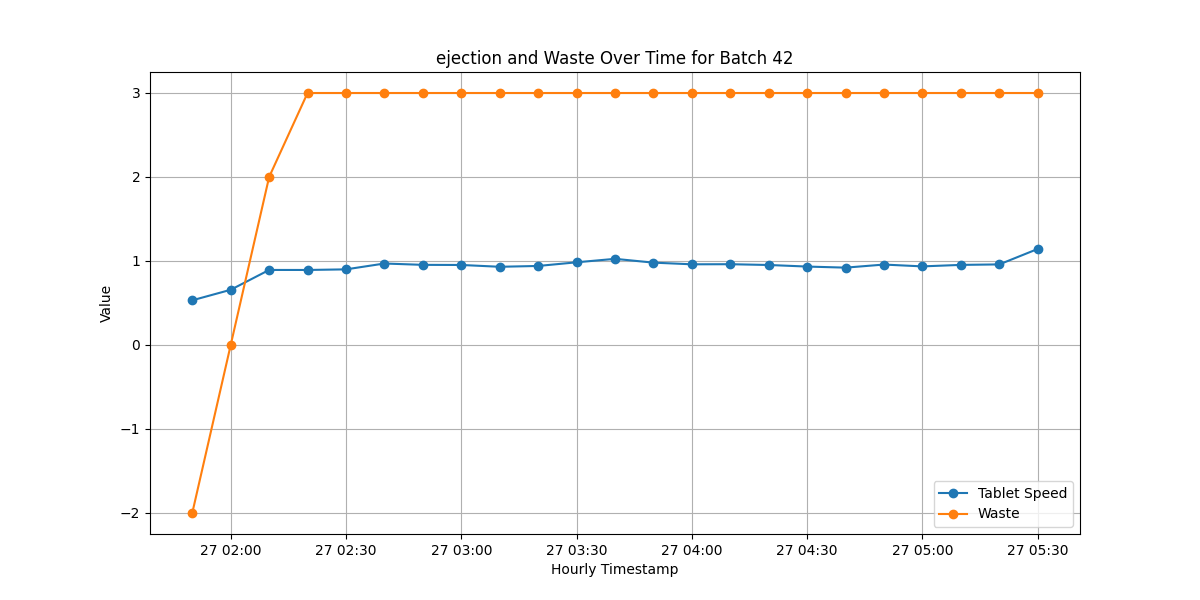 ejection and Waste Over Time for Batch 42
Value
3
2
1
0
−1
−2
Tablet Speed
Waste
27 02:00 27 02:30 27 03:00 27 03:30 27 04:00 27 04:30 27 05:00 27 05:30
Hourly Timestamp